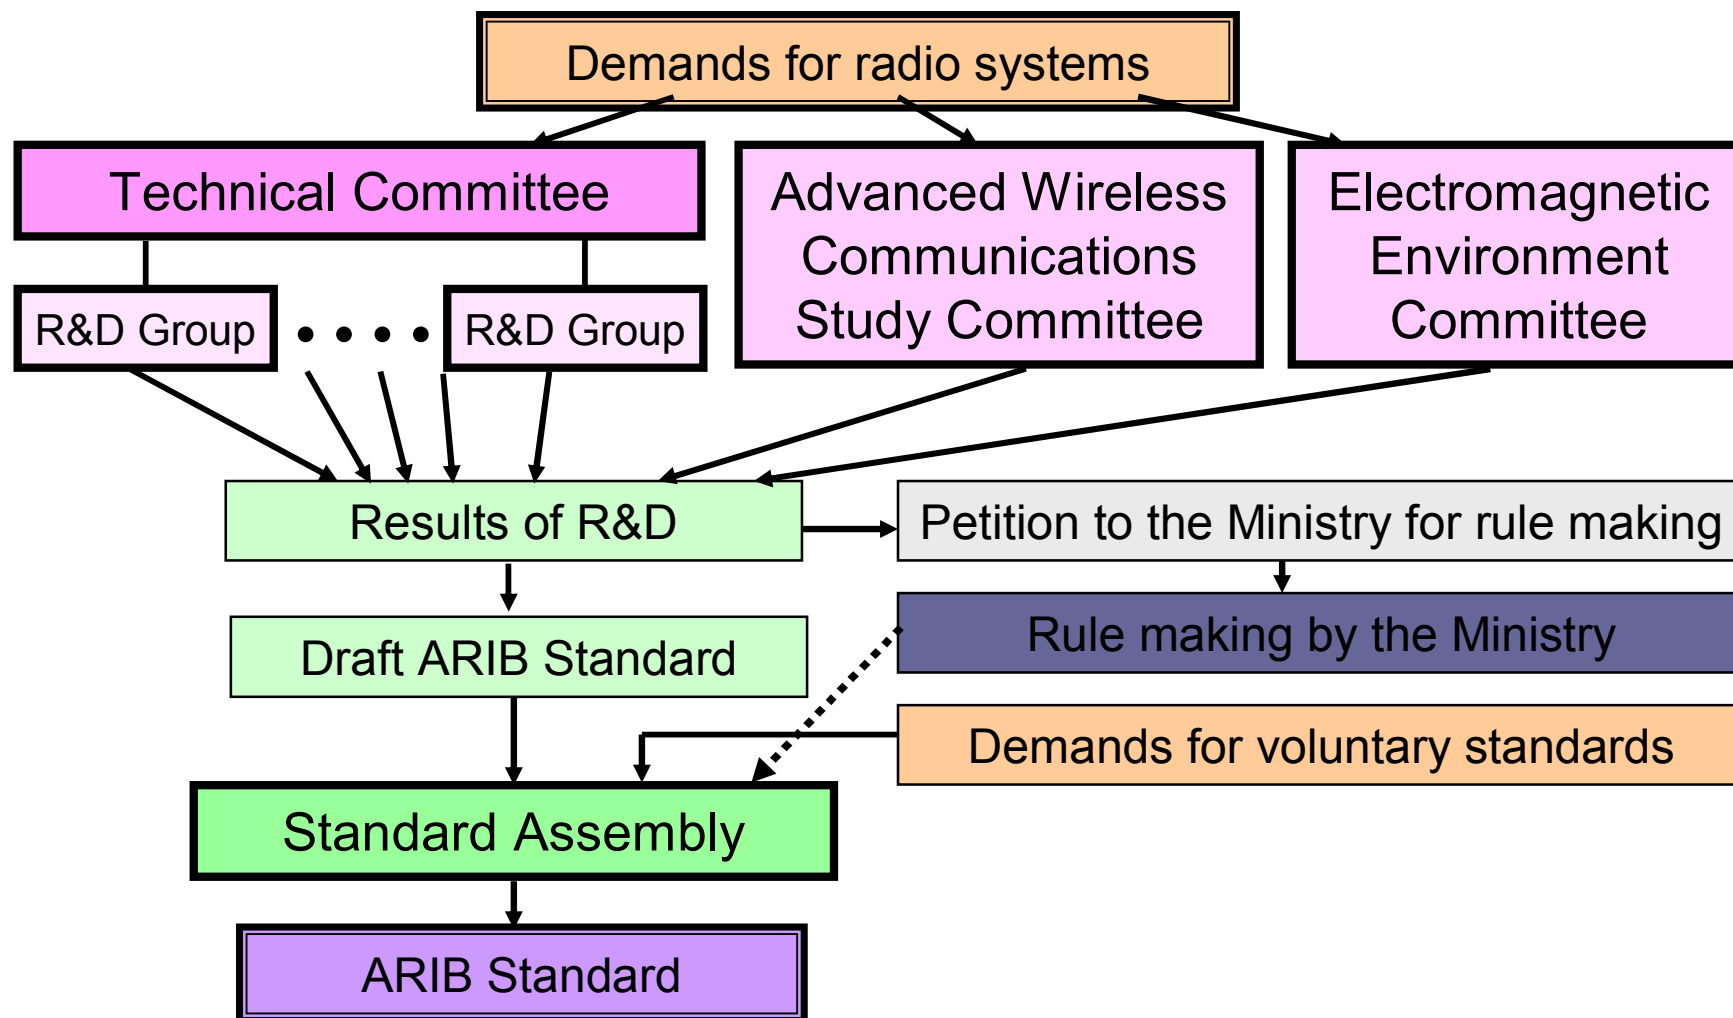 Demands for radio systems
Technical Committee
Advanced Wireless
Communications
Study Committee
Electromagnetic
Environment
Committee
R&D Group
R&D Group
Results of R&D
Petition to the Ministry for rule making
Draft ARIB Standard
Rule making by the Ministry
Demands for voluntary standards
Standard Assembly
ARIB Standard